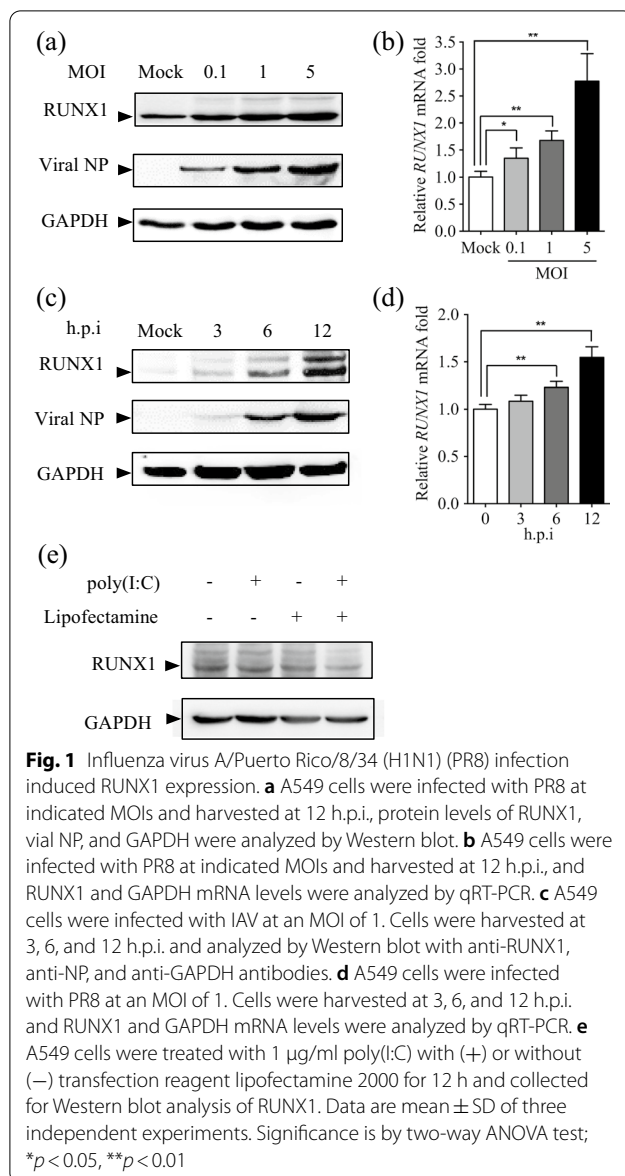 (a)
MOI Mock 0.1 1 5
RUNX1
Viral NP
GAPDH
(b)
Relative RUNX1 mRNA fold
3.5
3.0
2.5
2.0
1.5
1.0
0.5
0.0
**
**
*
Mock 0.1 1 5
MOI
(c)
h.p.i Mock 3 6 12
RUNX1
Viral NP
GAPDH
(d)
Relative RUNX1 mRNA fold
2.0
1.5
1.0
0.5
0.0
**
**
0 3 6 12
h.p.i
(e)
poly(I:C) - + - +
Lipofectamine - - + +
RUNX1
GAPDH
Fig. 1 Influenza virus A/Puerto Rico/8/34 (H1N1) (PR8) infection
induced RUNX1 expression. a A549 cells were infected with PR8 at
indicated MOIs and harvested at 12 h.p.i., protein levels of RUNX1,
vial NP, and GAPDH were analyzed by Western blot. b A549 cells were
infected with PR8 at indicated MOIs and harvested at 12 h.p.i., and
RUNX1 and GAPDH mRNA levels were analyzed by qRT-PCR. c A549
cells were infected with IAV at an MOI of 1. Cells were harvested at
3, 6, and 12 h.p.i. and analyzed by Western blot with anti-RUNX1,
anti-NP, and anti-GAPDH antibodies. d A549 cells were infected
with PR8 at an MOI of 1. Cells were harvested at 3, 6, and 12 h.p.i.
and RUNX1 and GAPDH mRNA levels were analyzed by qRT-PCR. e
A549 cells were treated with 1 µg/ml poly(I:C) with (+) or without
(−) transfection reagent lipofectamine 2000 for 12 h and collected
for Western blot analysis of RUNX1. Data are mean ± SD of three
independent experiments. Significance is by two-way ANOVA test;
*p < 0.05, **p < 0.01